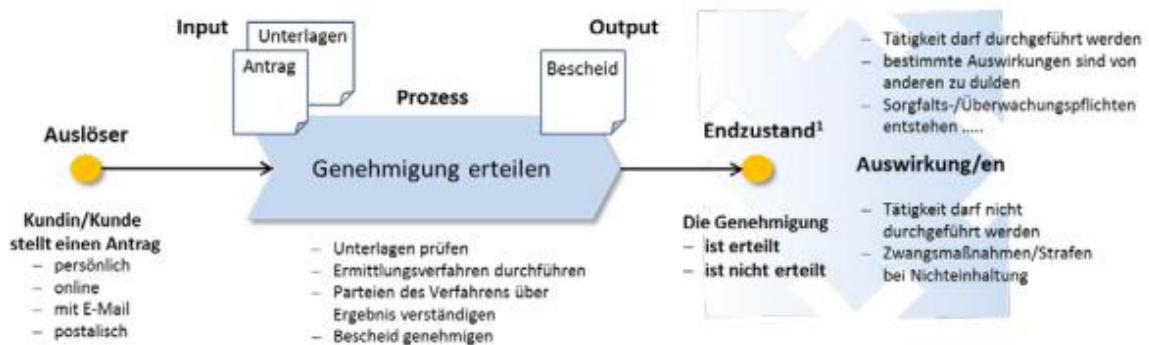 Input
Unterlagen
Antrag
Prozess
Output
Bescheid
Auslöser
Genehmigung erteilen
Endzustand¹
Kundin/Kunde
stellt einen Antrag
– persönlich
– online
– mit E-Mail
– postalisch
– Unterlagen prüfen
– Ermittlungsverfahren durchführen
– Parteien des Verfahrens über
Ergebnis verständigen
– Bescheid genehmigen
Die Genehmigung
– ist erteilt
– ist nicht erteilt
– Tätigkeit darf durchgeführt werden
– bestimmte Auswirkungen sind von
anderen zu dulden
– Sorgfalts-/Überwachungspflichten
entstehen .....
Auswirkung/en
– Tätigkeit darf nicht
durchgeführt werden
– Zwangsmaßnahmen/Strafen
bei Nichteinhaltung